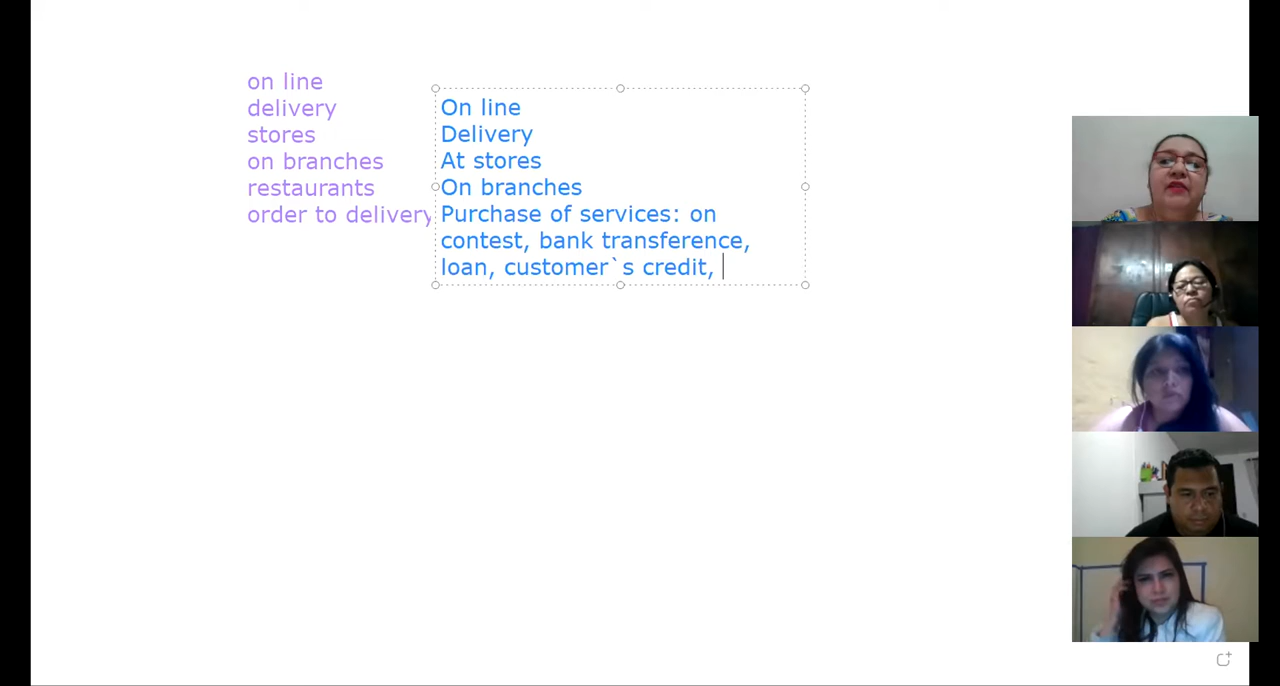 on line
delivery
stores
on branches
restaurants
order to delivery
On line
Delivery
At stores
On branches
Purchase of services: on
contest, bank transference,
loan, customer`s credit,